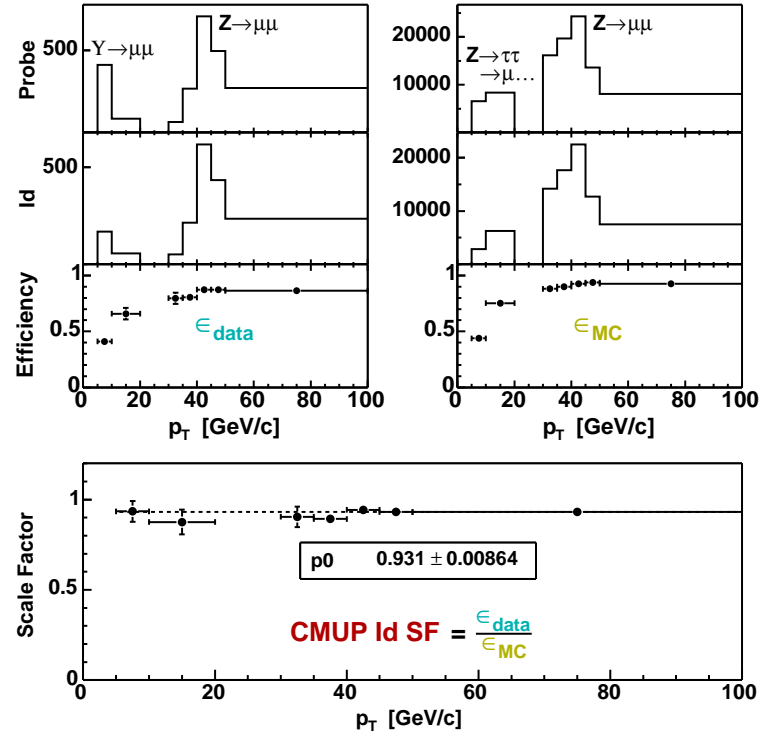 Probe
500
ϒ→μμ
Z→μμ
20000
10000
Z→ττ
→μ...
Z→μμ
Id
500
20000
10000
Efficiency
1
0.5
0
∈data
0 20 40 60 80 100
pT [GeV/c]
1
0.5
0
∈MC
0 20 40 60 80 100
pT [GeV/c]
Scale Factor
1
0.5
0
p0 0.931 ± 0.00864
CMUP Id SF = ∈data / ∈MC
0 20 40 60 80 100
pT [GeV/c]